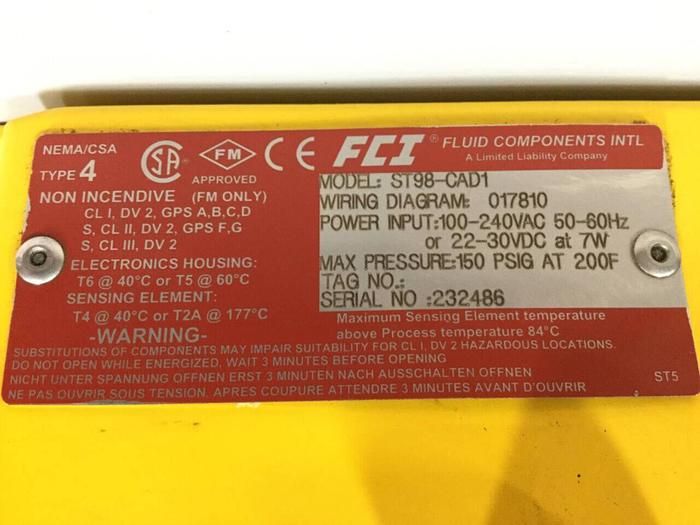 NEMA/CSA
TYPE 4
SA
FM
APPROVED
CE
FCI ® FLUID COMPONENTS INTL
A Limited Liability Company
NON INCENDIVE (FM ONLY)
CL I, DV 2, GPS A,B,C,D
S, CL II, DV 2, GPS F,G
S, CL III, DV 2
ELECTRONICS HOUSING:
T6 @ 40°C or T5 @ 60°C
SENSING ELEMENT:
T4 @ 40°C or T2A @ 177°C
MODEL: ST98-CAD1
WIRING DIAGRAM: 017810
POWER INPUT:100-240VAC 50-60Hz
or 22-30VDC at 7W
MAX PRESSURE:150 PSIG AT 200F
TAG NO.:
SERIAL NO :232486
Maximum Sensing Element temperature
above Process temperature 84°C
-WARNING-
SUBSTITUTIONS OF COMPONENTS MAY IMPAIR SUITABILITY FOR CL I, DV 2 HAZARDOUS LOCATIONS.
DO NOT OPEN WHILE ENERGIZED. WAIT 3 MINUTES BEFORE OPENING
NICHT UNTER SPANNUNG OFFNEN ERST 3 MINUTEN NACH AUSSCHALTEN OFFNEN
NE PAS OUVRIR SOUS TENSION. APRES COUPURE ATTENDRE 3 MINUTES AVANT D'OUVRIR
ST5